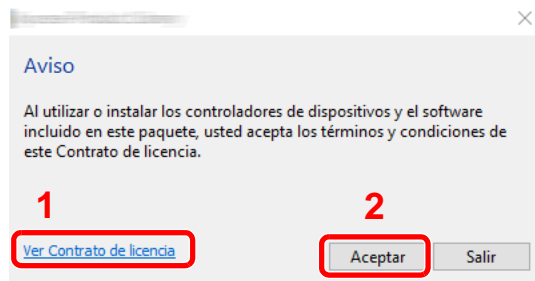 Aviso
Al utilizar o instalar los controladores de dispositivos y el software
incluido en este paquete, usted acepta los términos y condiciones de
este Contrato de licencia.
1
2
Ver Contrato de licencia
Aceptar
Salir